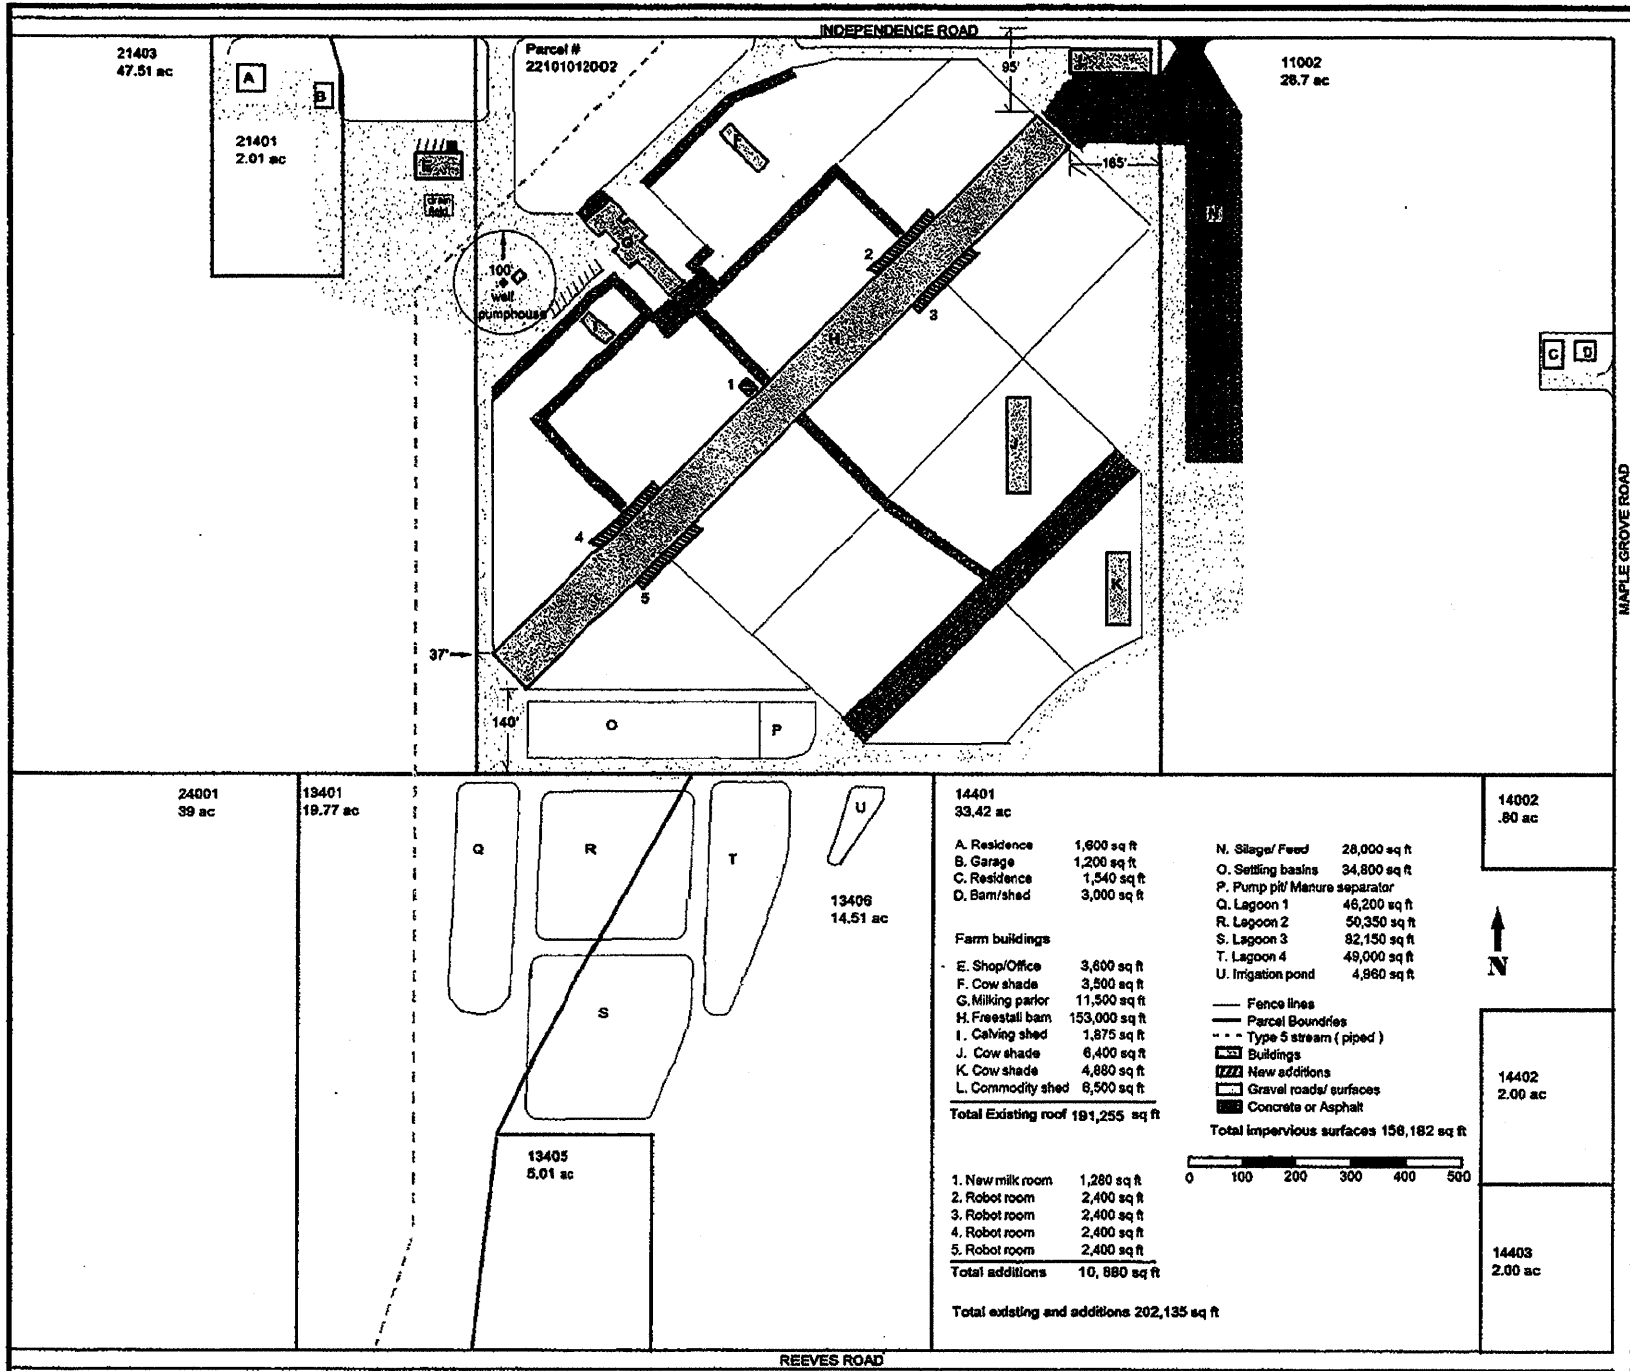 INDEPENDENCE ROAD
21403
47.51 ac
Parcel #
22101012002
11002
28.7 ac
A
B
21401
2.01 ac
E
drain
field
95'
165'
F
L
G
N
100'
well
pumphouse
I
2
3
H
1
J
C
D
MAPLE GROVE ROAD
4
5
K
37'
140'
O
P
24001
39 ac
13401
19.77 ac
Q
R
T
U
S
13406
14.51 ac
13405
5.01 ac
14401
33.42 ac
A. Residence 1,600 sq ft
B. Garage 1,200 sq ft
C. Residence 1,540 sq ft
D. Barn/shed 3,000 sq ft
Farm buildings
E. Shop/Office 3,600 sq ft
F. Cow shade 3,500 sq ft
G. Milking parlor 11,500 sq ft
H. Freestall barn 153,000 sq ft
I. Calving shed 1,875 sq ft
J. Cow shade 6,400 sq ft
K. Cow shade 4,880 sq ft
L. Commodity shed 6,500 sq ft
Total Existing roof 191,255 sq ft
1. New milk room 1,280 sq ft
2. Robot room 2,400 sq ft
3. Robot room 2,400 sq ft
4. Robot room 2,400 sq ft
5. Robot room 2,400 sq ft
Total additions 10, 880 sq ft
Total existing and additions 202,135 sq ft
N. Silage/ Feed 28,000 sq ft
O. Settling basins 34,800 sq ft
P. Pump pit/ Manure separator
Q. Lagoon 1 46,200 sq ft
R. Lagoon 2 50,350 sq ft
S. Lagoon 3 82,150 sq ft
T. Lagoon 4 49,000 sq ft
U. Irrigation pond 4,960 sq ft
Fence lines
Parcel Boundries
Type 5 stream ( piped )
Buildings
New additions
Gravel roads/ surfaces
Concrete or Asphalt
Total impervious surfaces 156,182 sq ft
0 100 200 300 400 500
14002
.80 ac
N
14402
2.00 ac
14403
2.00 ac
REEVES ROAD